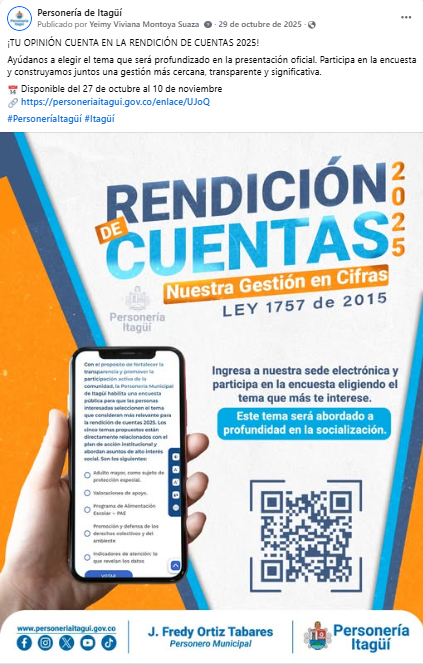 Personería de Itagüí
Publicado por Yeimy Viviana Montoya Suaza · 29 de octubre de 2025 ·
¡TU OPINIÓN CUENTA EN LA RENDICIÓN DE CUENTAS 2025!
Ayúdanos a elegir el tema que será profundizado en la presentación oficial. Participa en la encuesta
y construyamos juntos una gestión más cercana, transparente y significativa.
📅 Disponible del 27 de octubre al 10 de noviembre
🔗 https://personeriaitagui.gov.co/enlace/UJoQ
#PersoneríaItagüí #Itagüí
RENDICIÓN
DE
CUENTAS
2025
Nuestra Gestión en Cifras
LEY 1757 de 2015
Personería
Itagüí
Con el propósito de fortalecer la
transparencia y promover la
participación activa de la
comunidad, la Personería Municipal
de Itagüí habilita una encuesta
pública para que las personas
interesadas seleccionen el tema
que consideran más relevante para
la rendición de cuentas 2025. Los
cinco temas propuestos están
directamente relacionados con el
plan de acción institucional y
abordan asuntos de alto interés
social. Son los siguientes:
Adulto mayor, como sujeto de
protección especial.
Valoraciones de apoyo.
Programa de Alimentación
Escolar – PAE
Promoción y defensa de los
derechos colectivos y del
ambiente
Indicadores de atención: lo
que revelan los datos
VOTAR
Ingresa a nuestra sede electrónica y
participa en la encuesta eligiendo el
tema que más te interese.
Este tema será abordado a
profundidad en la socialización.
www.personeriaitagui.gov.co
J. Fredy Ortiz Tabares
Personero Municipal
Personería
Itagüí